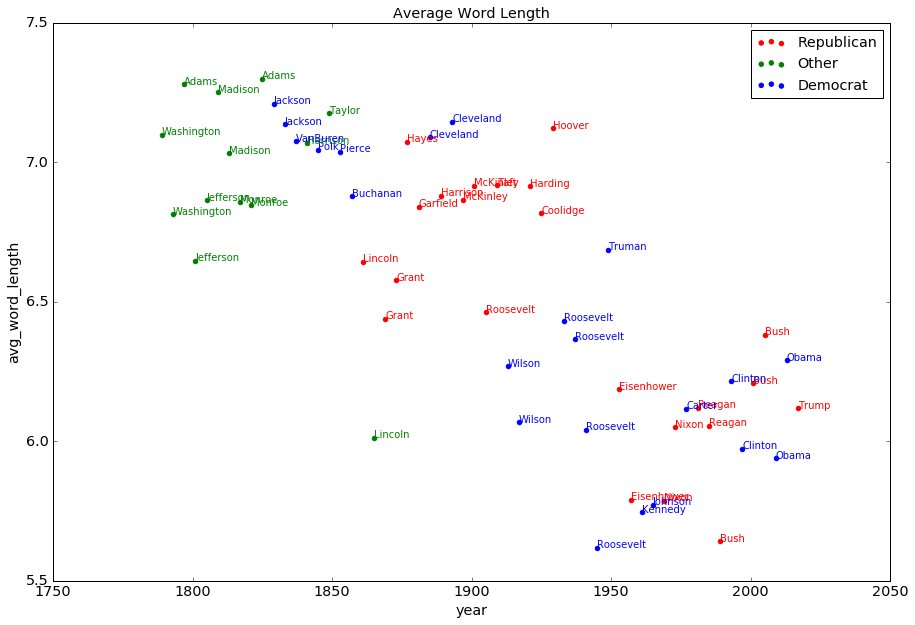 Average Word Length
7.5
7.0
6.5
6.0
5.5
avg_word_length
1750
1800
1850
1900
1950
2000
2050
year
Republican
Other
Democrat
Adams
Adams
Madison
Jackson
Taylor
Washington
Jackson
Cleveland
Hoover
Cleveland
VanBuren
Harrison
Hayes
Polk
Pierce
Madison
Jefferson
Monroe
Monroe
Washington
Buchanan
Garfield
Harrison
McKinley
McKinley
Taft
Harding
Coolidge
Jefferson
Lincoln
Grant
Grant
Truman
Roosevelt
Roosevelt
Roosevelt
Bush
Obama
Wilson
Clinton
Bush
Eisenhower
Carter
Reagan
Trump
Wilson
Roosevelt
Nixon
Reagan
Lincoln
Clinton
Obama
Eisenhower
Nixon
Johnson
Kennedy
Roosevelt
Bush